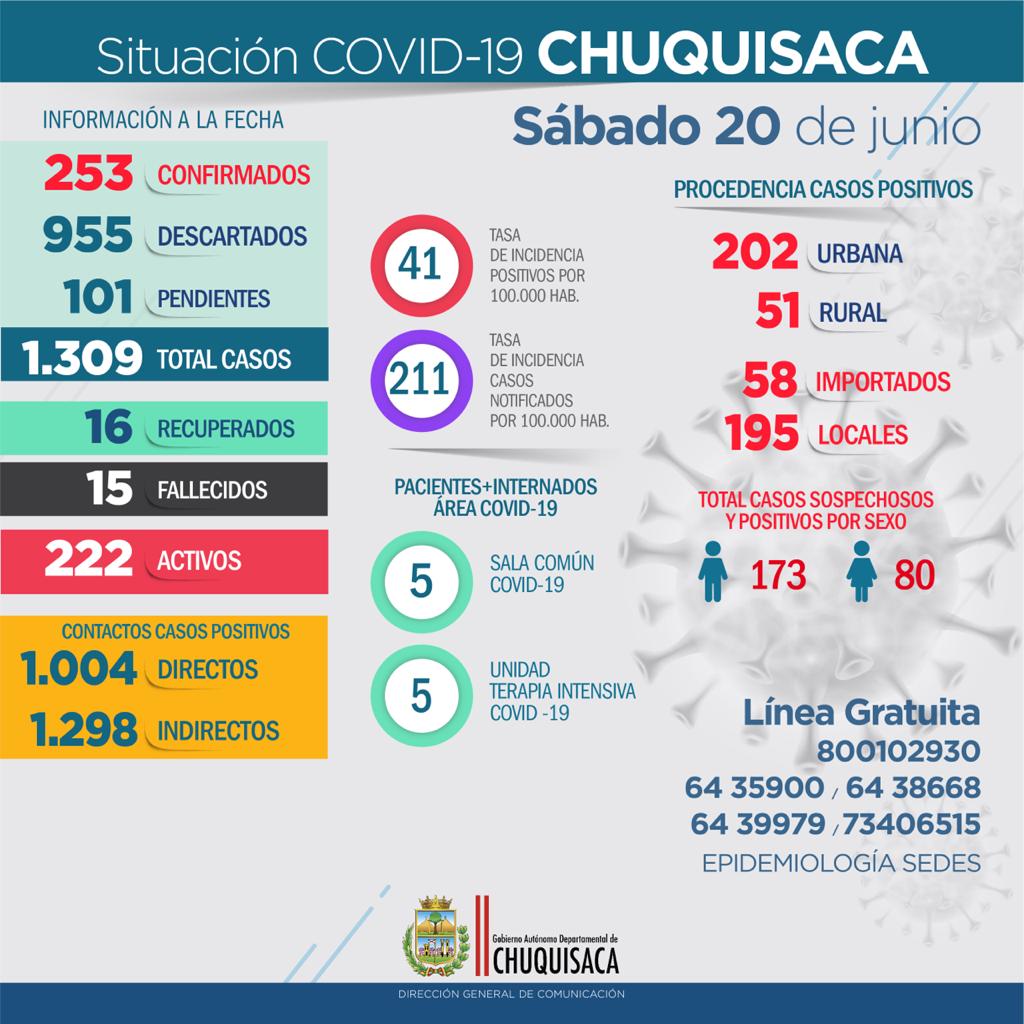 Situación COVID-19 CHUQUISACA
Sábado 20 de junio
INFORMACIÓN A LA FECHA
253 CONFIRMADOS
955 DESCARTADOS
101 PENDIENTES
1.309 TOTAL CASOS
16 RECUPERADOS
15 FALLECIDOS
222 ACTIVOS
CONTACTOS CASOS POSITIVOS
1.004 DIRECTOS
1.298 INDIRECTOS
41
TASA
DE INCIDENCIA
POSITIVOS POR
100.000 HAB.
211
TASA
DE INCIDENCIA
CASOS
NOTIFICADOS
POR 100.000 HAB.
PACIENTES+INTERNADOS
ÁREA COVID-19
5
SALA COMÚN
COVID-19
5
UNIDAD
TERAPIA INTENSIVA
COVID -19
PROCEDENCIA CASOS POSITIVOS
202 URBANA
51 RURAL
58 IMPORTADOS
195 LOCALES
TOTAL CASOS SOSPECHOSOS
Y POSITIVOS POR SEXO
173 80
Línea Gratuita
800102930
64 35900 / 64 38668
64 39979 / 73406515
EPIDEMIOLOGÍA SEDES
Gobierno Autónomo Departamental de
CHUQUISACA
DIRECCIÓN GENERAL DE COMUNICACIÓN